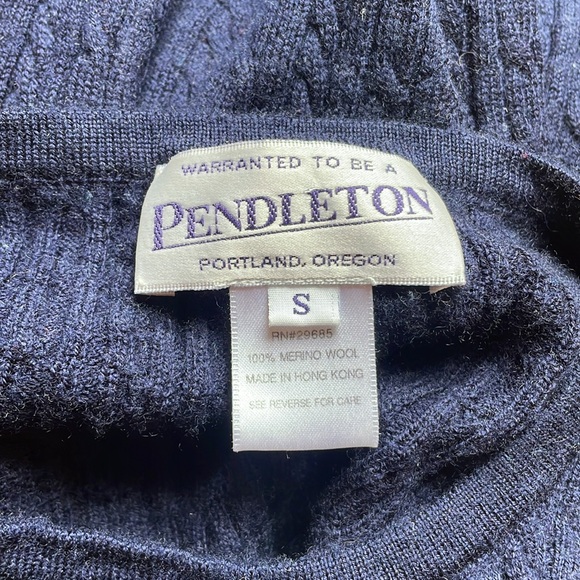 WARRANTED TO BE A
PENDLETON
PORTLAND, OREGON
S
RN#29685
100% MERINO WOOL
MADE IN HONG KONG
SEE REVERSE FOR CARE